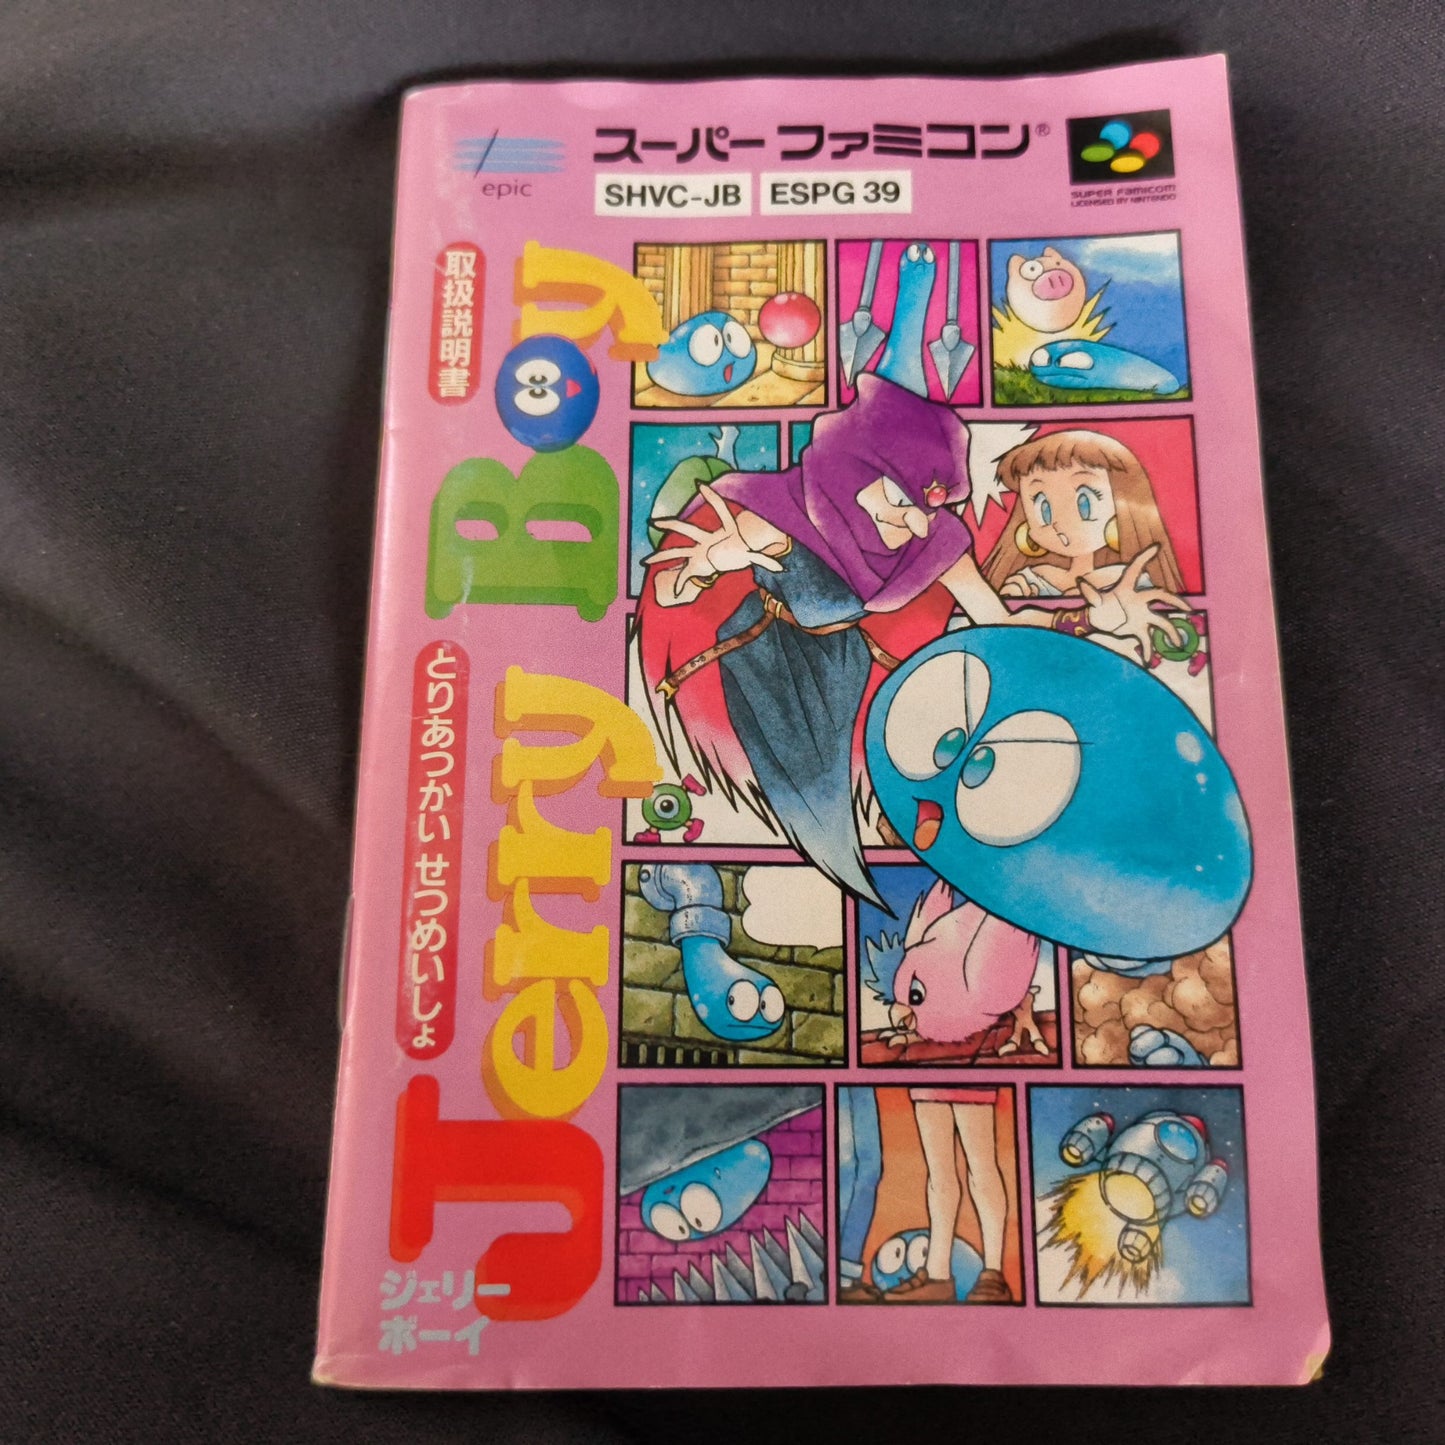 epic
スーパーファミコン®
SHVC-JB
ESPG 39
SUPER FAMICOM
LICENSED BY NINTENDO
取扱説明書
とりあつかい せつめいしょ
Jerry Boy
ジェリー
ボーイ